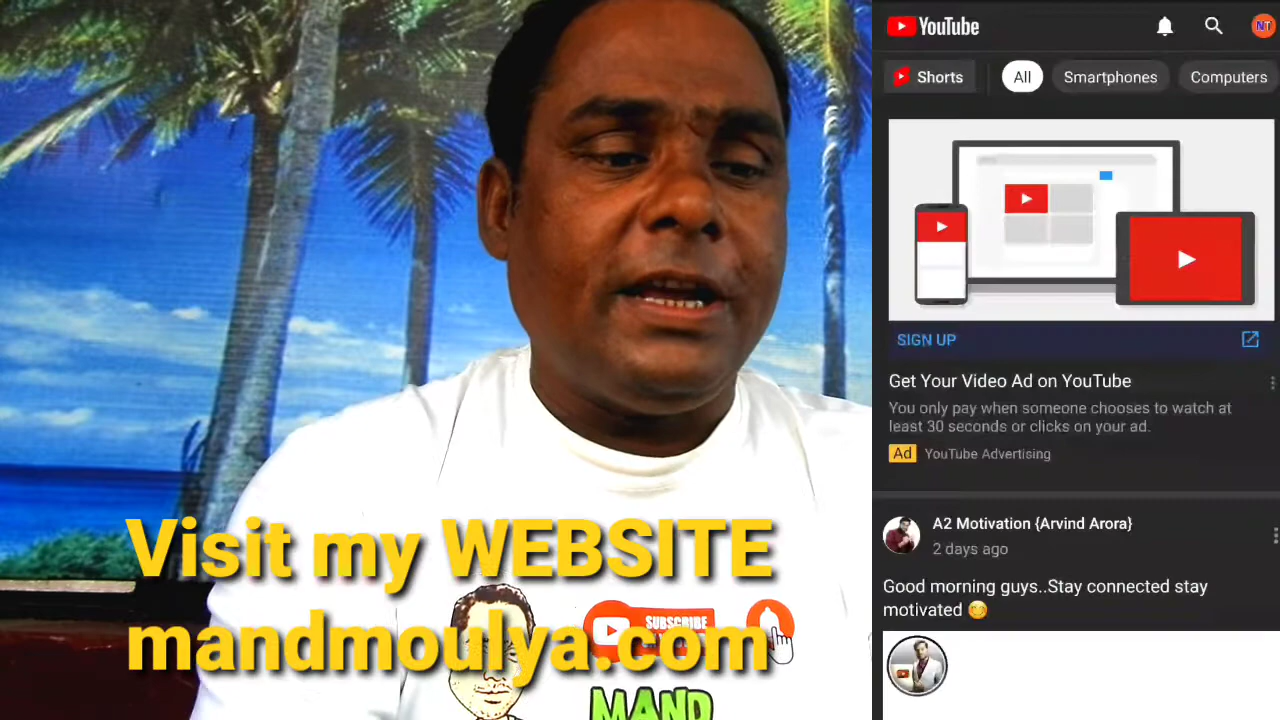 Visit my WEBSITE
mandmoulya.com
SUBSCRIBE
MAND
YouTube
NT
Shorts
All
Smartphones
Computers
SIGN UP
Get Your Video Ad on YouTube
You only pay when someone chooses to watch at
least 30 seconds or clicks on your ad.
Ad YouTube Advertising
A2 Motivation {Arvind Arora}
2 days ago
Good morning guys..Stay connected stay
motivated 😊